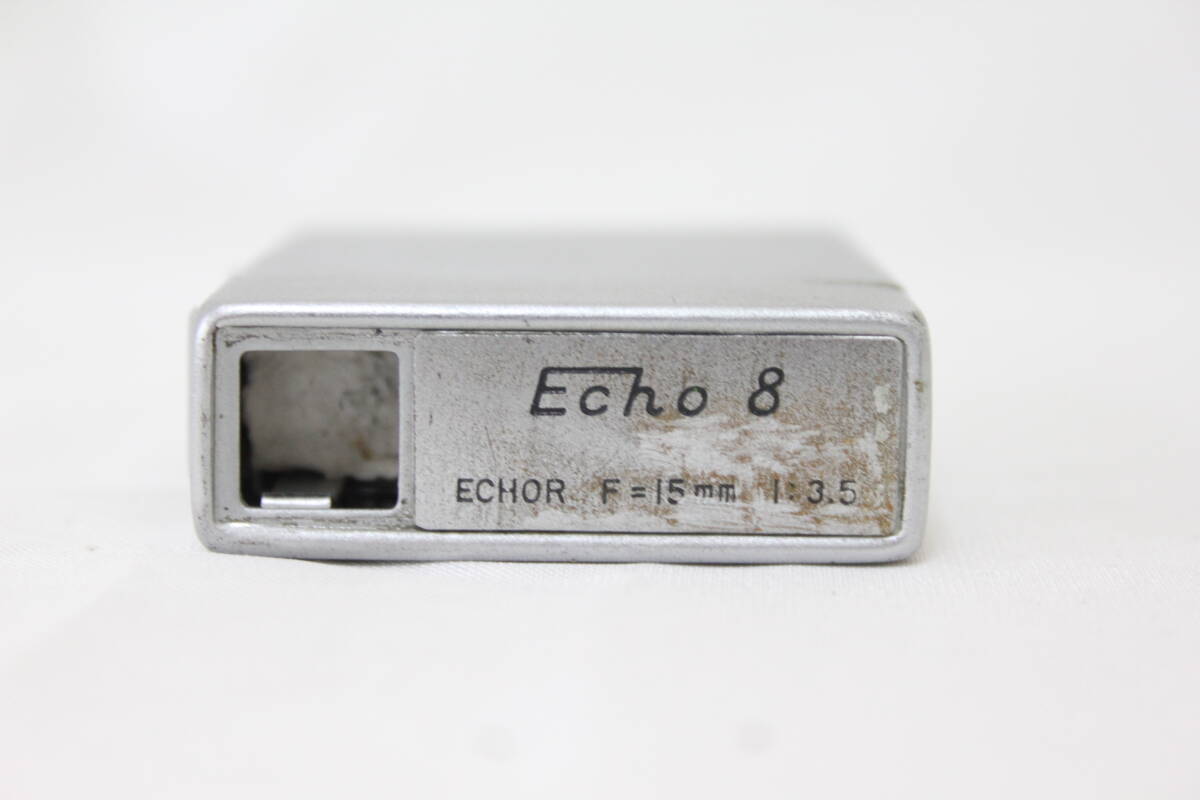 Echo 8
ECHOR F=15mm 1:3.5